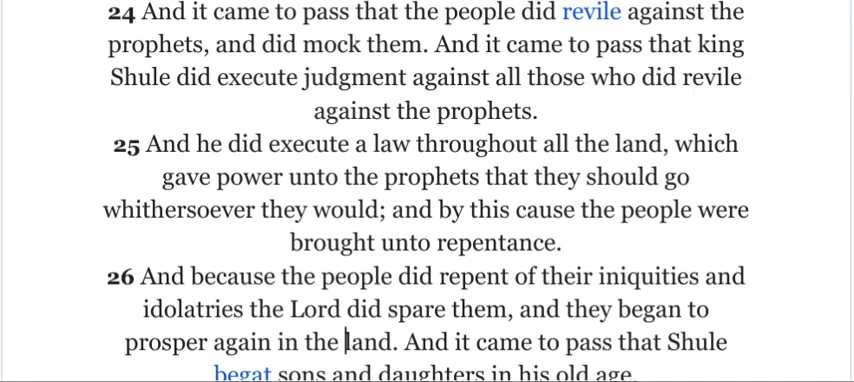 24 And it came to pass that the people did revile against the
prophets, and did mock them. And it came to pass that king
Shule did execute judgment against all those who did revile
against the prophets.
25 And he did execute a law throughout all the land, which
gave power unto the prophets that they should go
whithersoever they would; and by this cause the people were
brought unto repentance.
26 And because the people did repent of their iniquities and
idolatries the Lord did spare them, and they began to
prosper again in the land. And it came to pass that Shule
begat sons and daughters in his old age.